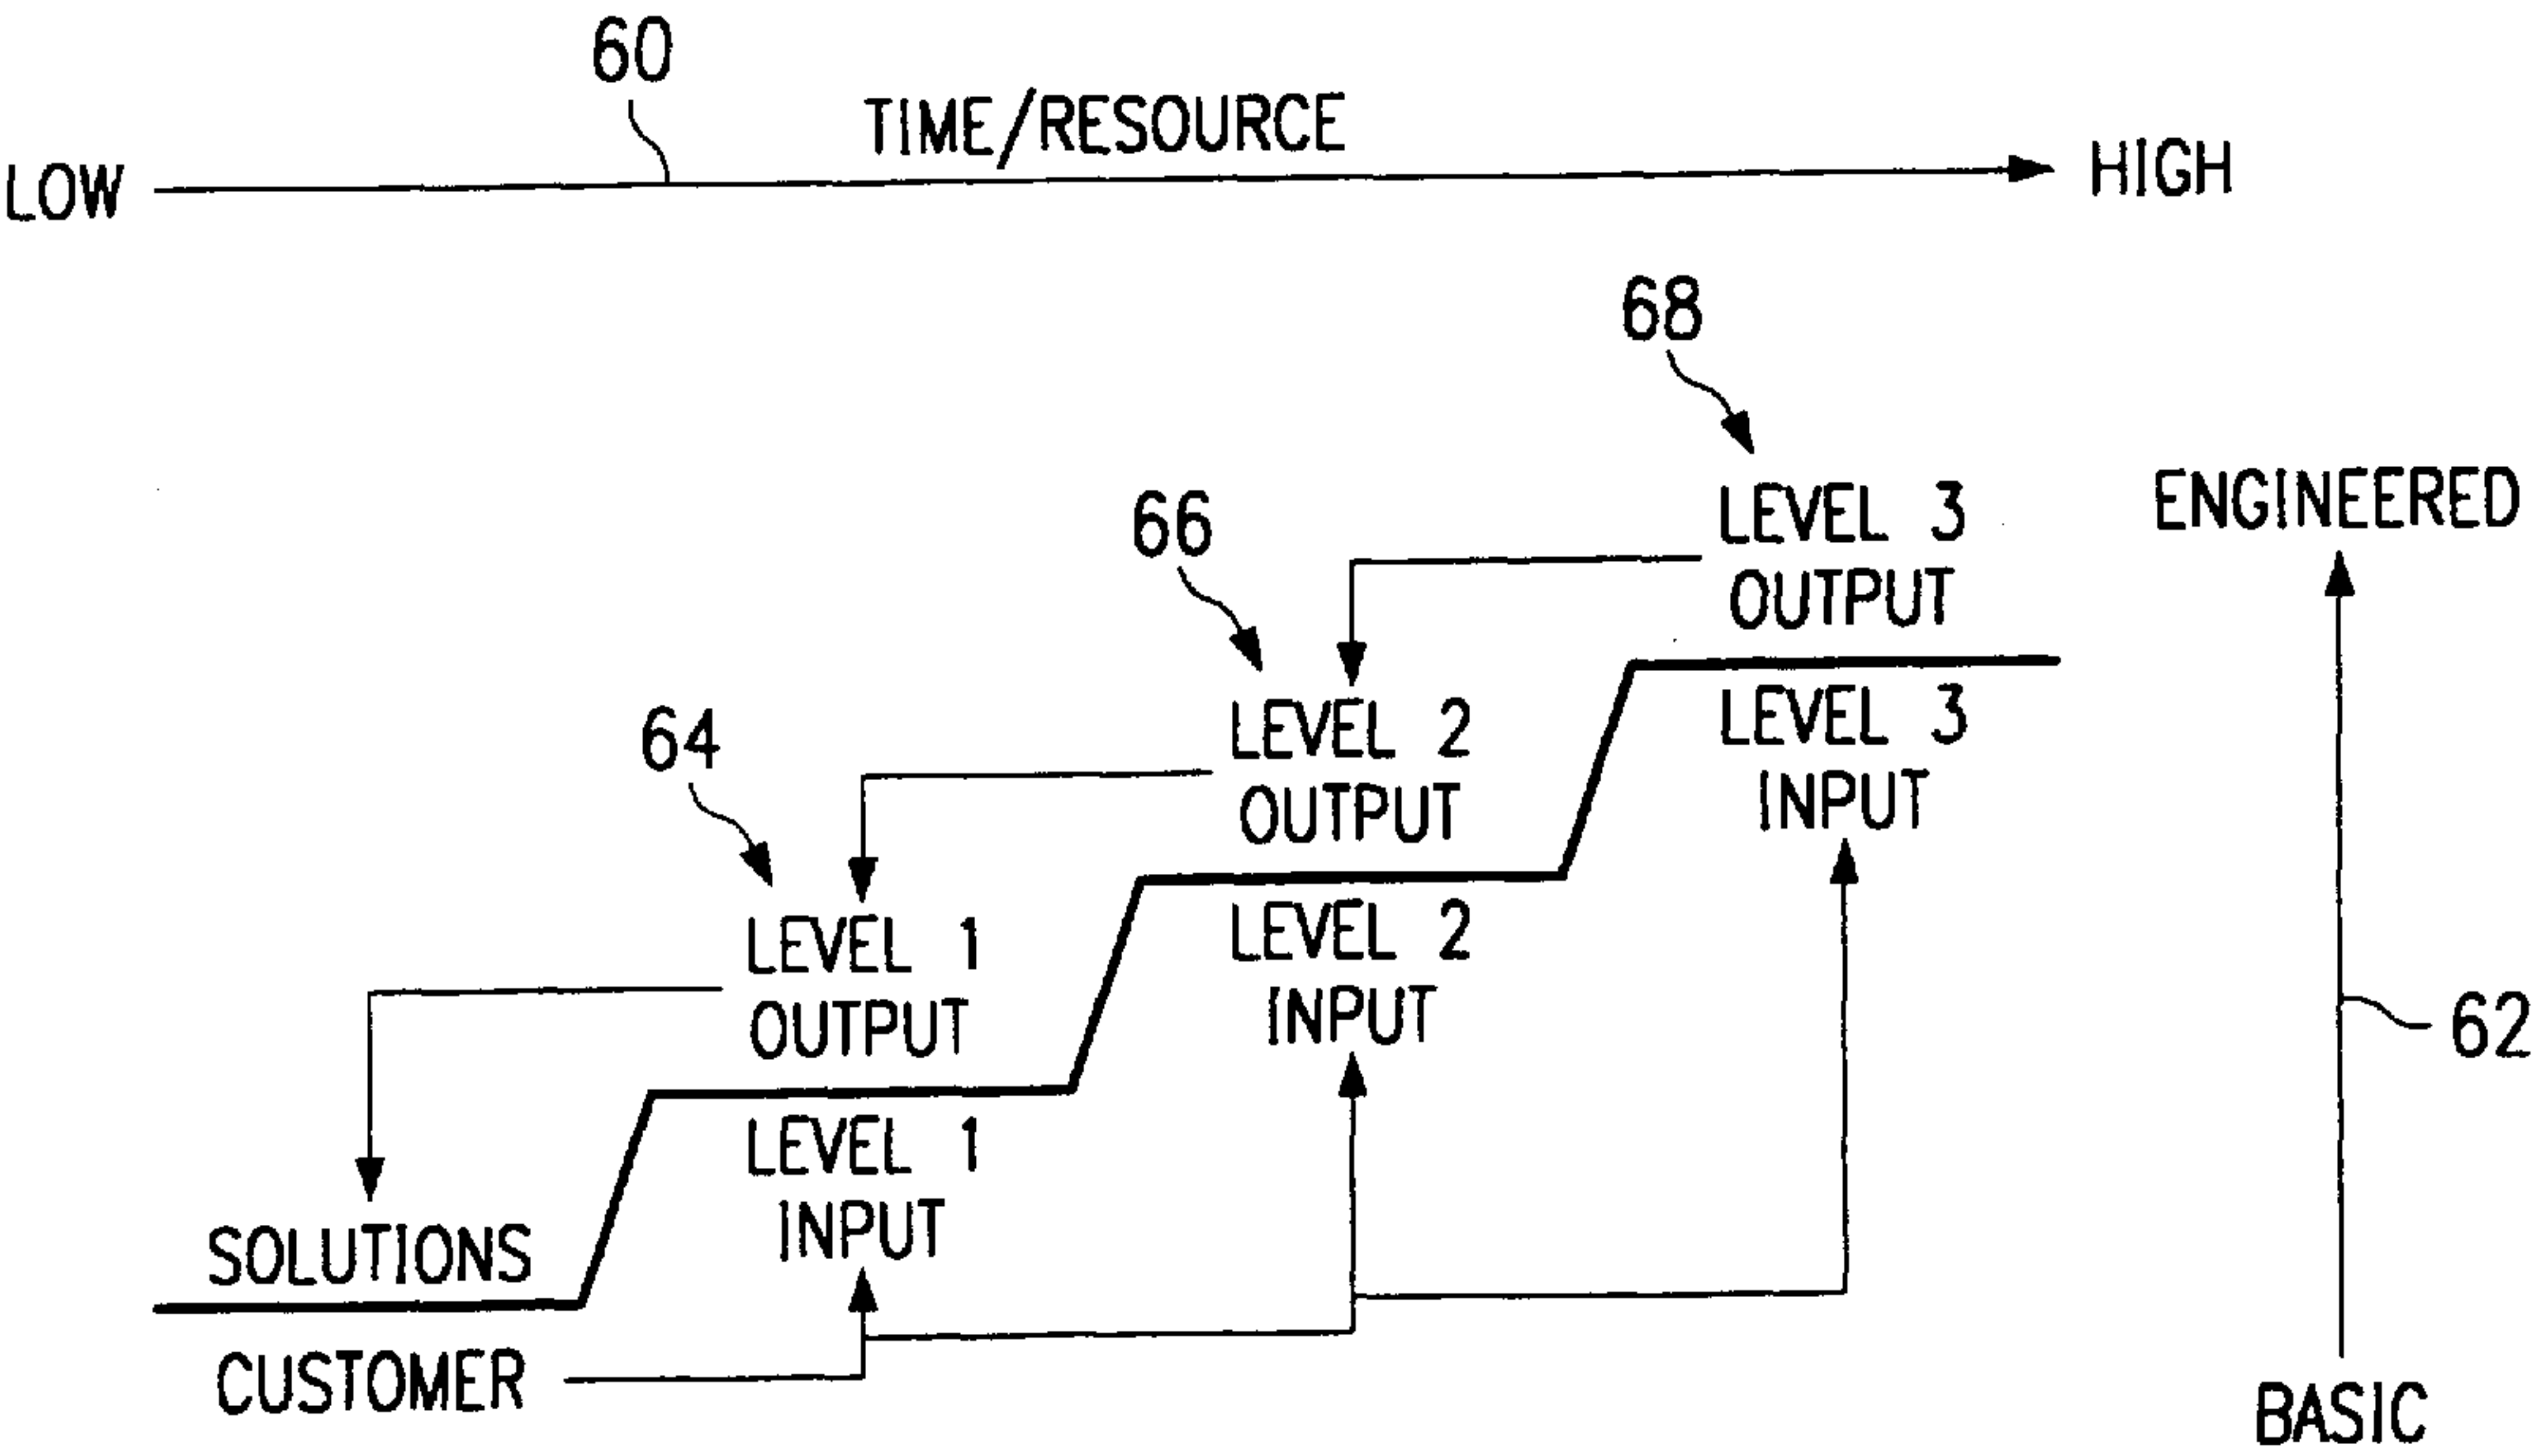 60
TIME/RESOURCE
LOW
HIGH
68
LEVEL 3
OUTPUT
ENGINEERED
66
LEVEL 2
OUTPUT
LEVEL 3
INPUT
64
LEVEL 1
OUTPUT
LEVEL 2
INPUT
62
LEVEL 1
INPUT
SOLUTIONS
CUSTOMER
BASIC